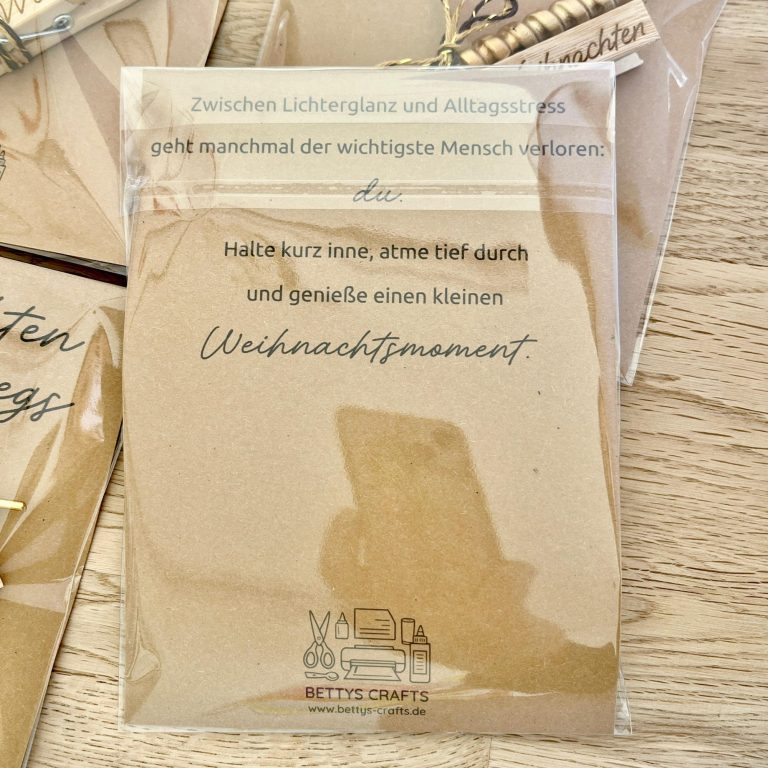 Weihnachten
Zwischen Lichterglanz und Alltagsstress
geht manchmal der wichtigste Mensch verloren:
du.
Halte kurz inne, atme tief durch
und genieße einen kleinen
Weihnachtsmoment.
BETTYS CRAFTS
www.bettys-crafts.de